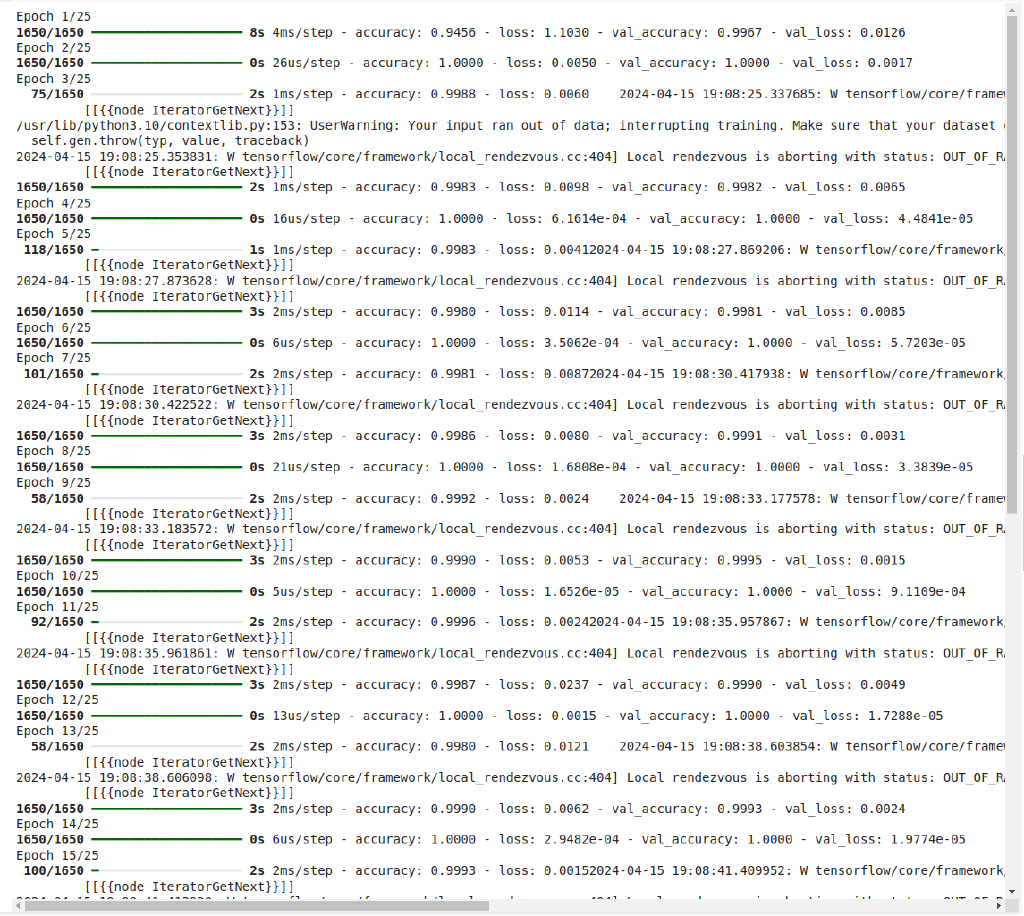 Epoch 1/25
1650/1650 8s 4ms/step - accuracy: 0.9456 - loss: 1.1030 - val_accuracy: 0.9967 - val_loss: 0.0126
Epoch 2/25
1650/1650 0s 26us/step - accuracy: 1.0000 - loss: 0.0050 - val_accuracy: 1.0000 - val_loss: 0.0017
Epoch 3/25
75/1650 2s 1ms/step - accuracy: 0.9988 - loss: 0.0060 2024-04-15 19:08:25.337685: W tensorflow/core/framew
[[{{node IteratorGetNext}}]]
/usr/lib/python3.10/contextlib.py:153: UserWarning: Your input ran out of data; interrupting training. Make sure that your dataset
self.gen.throw(typ, value, traceback)
2024-04-15 19:08:25.353831: W tensorflow/core/framework/local_rendezvous.cc:404] Local rendezvous is aborting with status: OUT_OF_RA
[[{{node IteratorGetNext}}]]
1650/1650 2s 1ms/step - accuracy: 0.9983 - loss: 0.0098 - val_accuracy: 0.9982 - val_loss: 0.0065
Epoch 4/25
1650/1650 0s 16us/step - accuracy: 1.0000 - loss: 6.1614e-04 - val_accuracy: 1.0000 - val_loss: 4.4841e-05
Epoch 5/25
118/1650 1s 1ms/step - accuracy: 0.9983 - loss: 0.00412024-04-15 19:08:27.869206: W tensorflow/core/framework/
[[{{node IteratorGetNext}}]]
2024-04-15 19:08:27.873628: W tensorflow/core/framework/local_rendezvous.cc:404] Local rendezvous is aborting with status: OUT_OF_RA
[[{{node IteratorGetNext}}]]
1650/1650 3s 2ms/step - accuracy: 0.9980 - loss: 0.0114 - val_accuracy: 0.9981 - val_loss: 0.0085
Epoch 6/25
1650/1650 0s 6us/step - accuracy: 1.0000 - loss: 3.5062e-04 - val_accuracy: 1.0000 - val_loss: 5.7203e-05
Epoch 7/25
101/1650 2s 2ms/step - accuracy: 0.9981 - loss: 0.00872024-04-15 19:08:30.417938: W tensorflow/core/framework/
[[{{node IteratorGetNext}}]]
2024-04-15 19:08:30.422522: W tensorflow/core/framework/local_rendezvous.cc:404] Local rendezvous is aborting with status: OUT_OF_RA
[[{{node IteratorGetNext}}]]
1650/1650 3s 2ms/step - accuracy: 0.9986 - loss: 0.0080 - val_accuracy: 0.9991 - val_loss: 0.0031
Epoch 8/25
1650/1650 0s 21us/step - accuracy: 1.0000 - loss: 1.6808e-04 - val_accuracy: 1.0000 - val_loss: 3.3839e-05
Epoch 9/25
58/1650 2s 2ms/step - accuracy: 0.9992 - loss: 0.0024 2024-04-15 19:08:33.177578: W tensorflow/core/framew
[[{{node IteratorGetNext}}]]
2024-04-15 19:08:33.183572: W tensorflow/core/framework/local_rendezvous.cc:404] Local rendezvous is aborting with status: OUT_OF_RA
[[{{node IteratorGetNext}}]]
1650/1650 3s 2ms/step - accuracy: 0.9990 - loss: 0.0053 - val_accuracy: 0.9995 - val_loss: 0.0015
Epoch 10/25
1650/1650 0s 5us/step - accuracy: 1.0000 - loss: 1.6526e-05 - val_accuracy: 1.0000 - val_loss: 9.1109e-04
Epoch 11/25
92/1650 2s 2ms/step - accuracy: 0.9996 - loss: 0.00242024-04-15 19:08:35.957867: W tensorflow/core/framework/
[[{{node IteratorGetNext}}]]
2024-04-15 19:08:35.961861: W tensorflow/core/framework/local_rendezvous.cc:404] Local rendezvous is aborting with status: OUT_OF_RA
[[{{node IteratorGetNext}}]]
1650/1650 3s 2ms/step - accuracy: 0.9987 - loss: 0.0237 - val_accuracy: 0.9990 - val_loss: 0.0049
Epoch 12/25
1650/1650 0s 13us/step - accuracy: 1.0000 - loss: 0.0015 - val_accuracy: 1.0000 - val_loss: 1.7288e-05
Epoch 13/25
58/1650 2s 2ms/step - accuracy: 0.9980 - loss: 0.0121 2024-04-15 19:08:38.603854: W tensorflow/core/framew
[[{{node IteratorGetNext}}]]
2024-04-15 19:08:38.606098: W tensorflow/core/framework/local_rendezvous.cc:404] Local rendezvous is aborting with status: OUT_OF_RA
[[{{node IteratorGetNext}}]]
1650/1650 3s 2ms/step - accuracy: 0.9990 - loss: 0.0062 - val_accuracy: 0.9993 - val_loss: 0.0024
Epoch 14/25
1650/1650 0s 6us/step - accuracy: 1.0000 - loss: 2.9482e-04 - val_accuracy: 1.0000 - val_loss: 1.9774e-05
Epoch 15/25
100/1650 2s 2ms/step - accuracy: 0.9993 - loss: 0.00152024-04-15 19:08:41.409952: W tensorflow/core/framework/
[[{{node IteratorGetNext}}]]